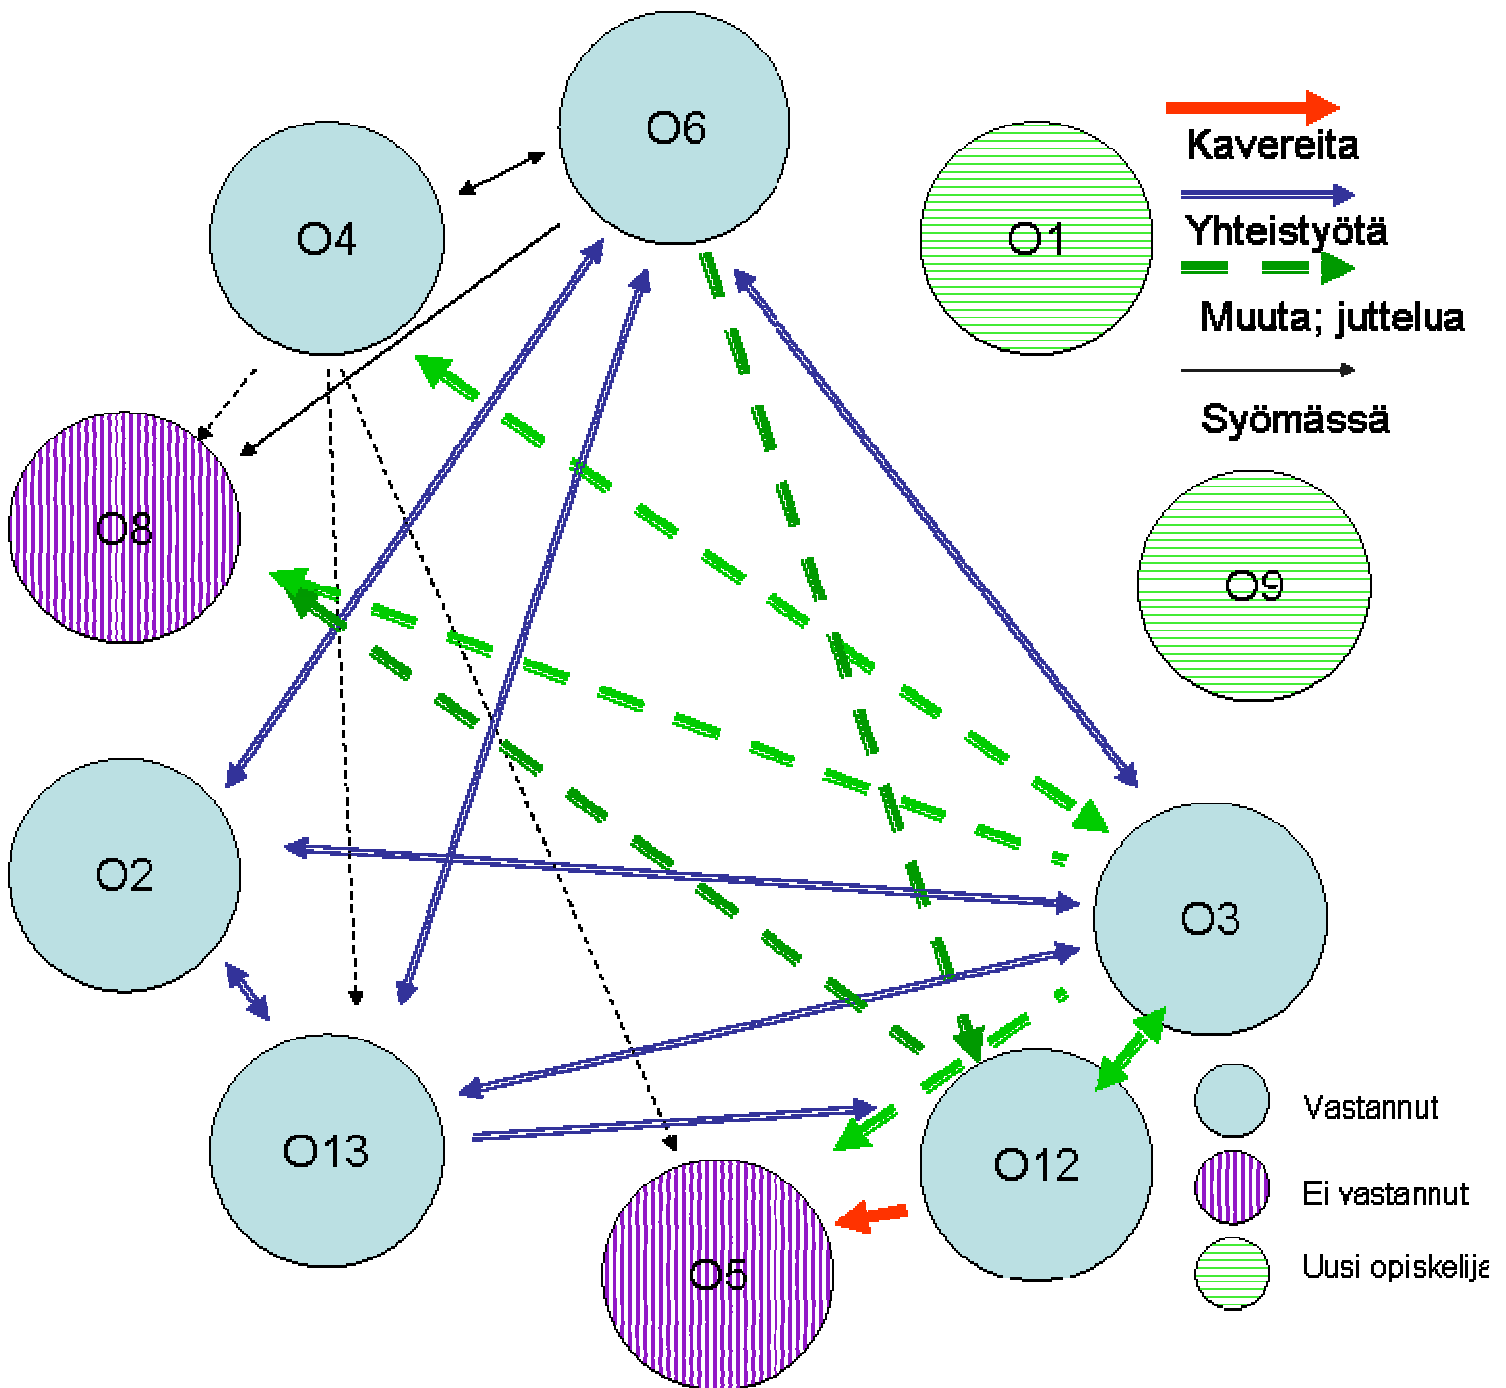 O6
O4
O1
Kavereita
Yhteistyötä
Muuta; juttelua
Syömässä
O8
O9
O2
O3
O13
O12
O5
Vastannut
Ei vastannut
Uusi opiskelija